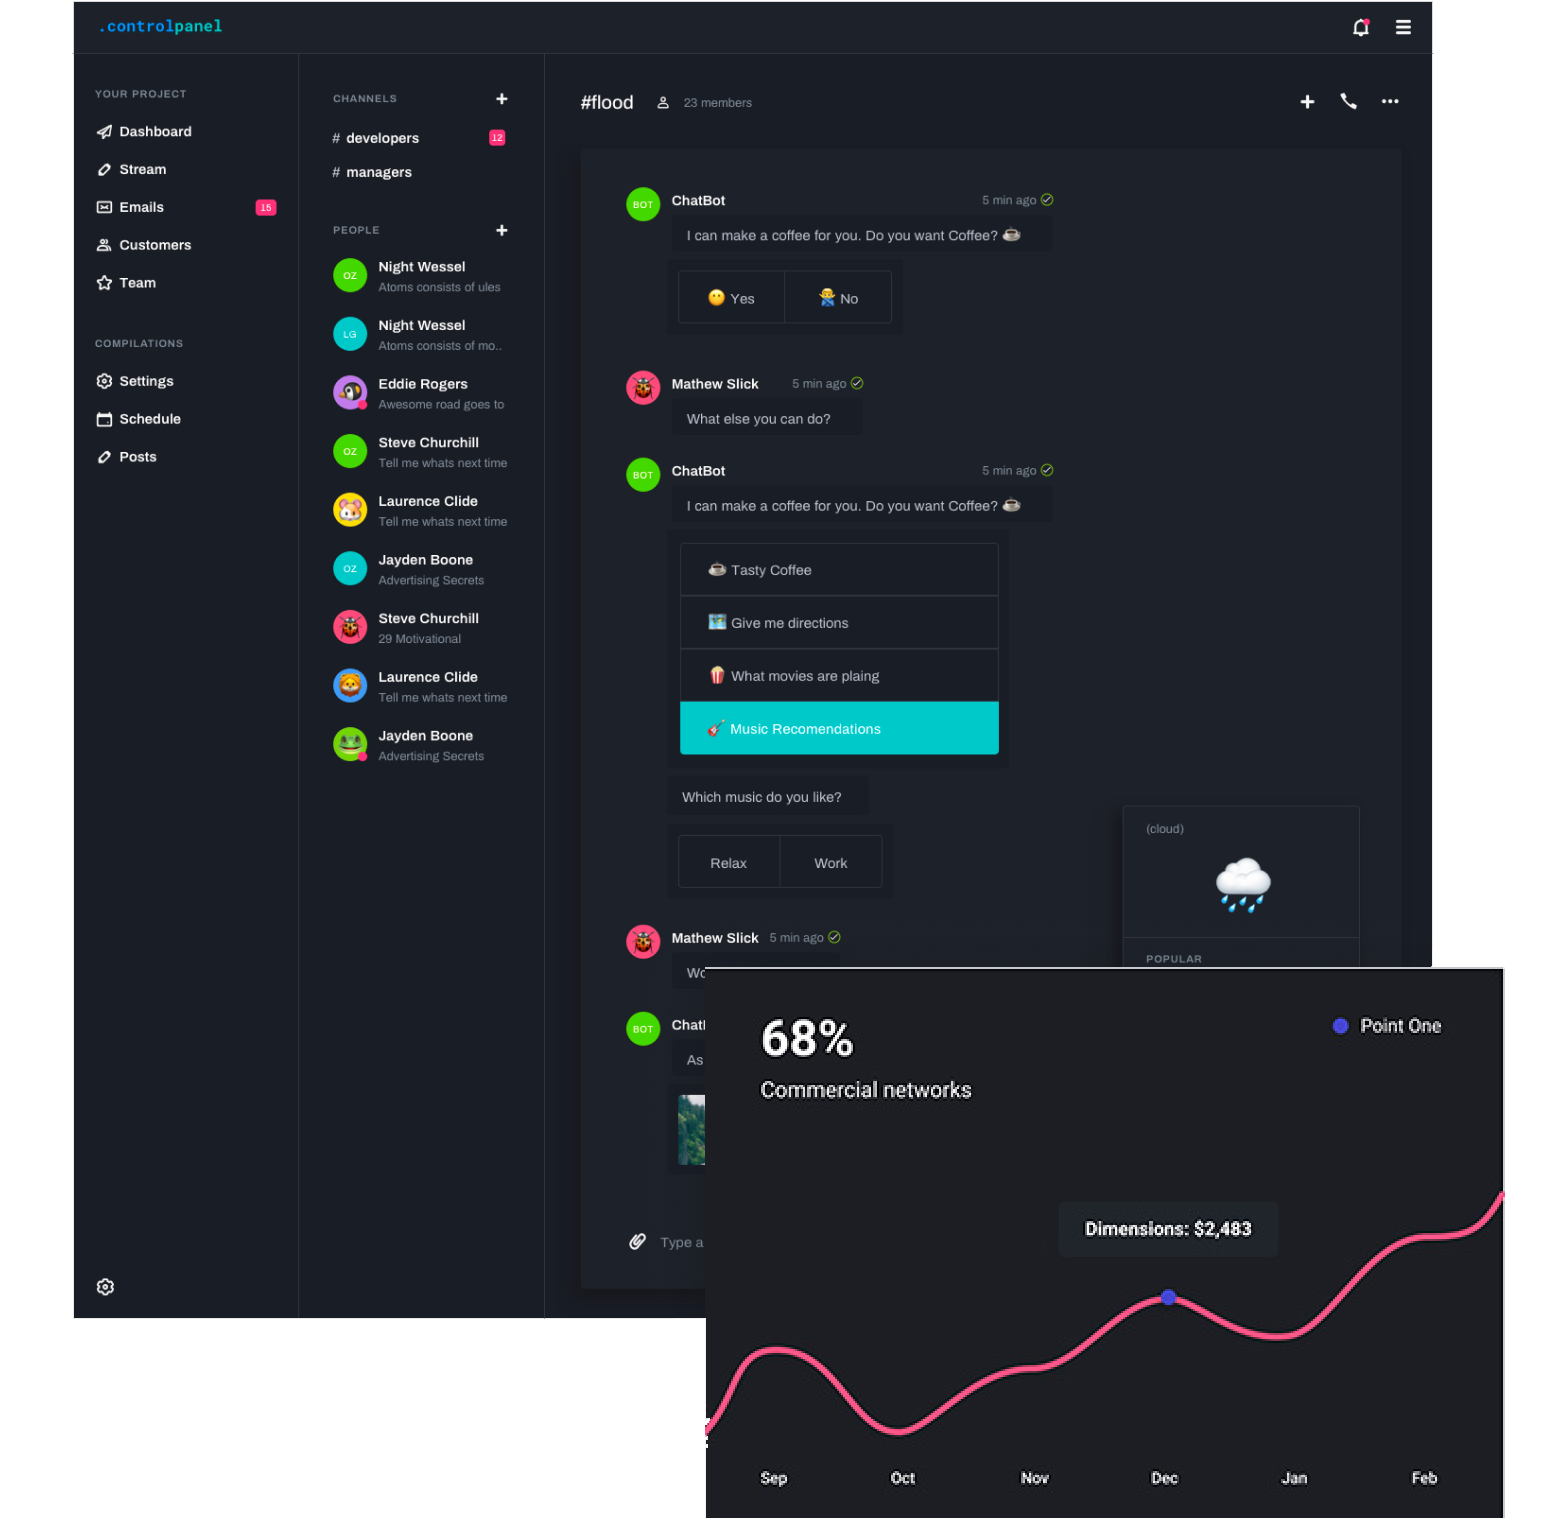 .controlpanel
YOUR PROJECT
Dashboard
Stream
Emails 15
Customers
Team
COMPILATIONS
Settings
Schedule
Posts
CHANNELS
# developers 12
# managers
PEOPLE
OZ Night Wessel
Atoms consists of ules
LG Night Wessel
Atoms consists of mo..
Eddie Rogers
Awesome road goes to
OZ Steve Churchill
Tell me whats next time
Laurence Clide
Tell me whats next time
OZ Jayden Boone
Advertising Secrets
Steve Churchill
29 Motivational
Laurence Clide
Tell me whats next time
Jayden Boone
Advertising Secrets
#flood 23 members
BOT ChatBot 5 min ago
I can make a coffee for you. Do you want Coffee? ☕
😶 Yes 🙅‍♂️ No
Mathew Slick 5 min ago
What else you can do?
BOT ChatBot 5 min ago
I can make a coffee for you. Do you want Coffee? ☕
☕ Tasty Coffee
🗺️ Give me directions
🍿 What movies are plaing
🎸 Music Recomendations
Which music do you like?
Relax Work
Mathew Slick 5 min ago
BOT
As
Type a
(cloud)
POPULAR
68%
Commercial networks
Point One
Dimensions: $2,483
Sep Oct Nov Dec Jan Feb